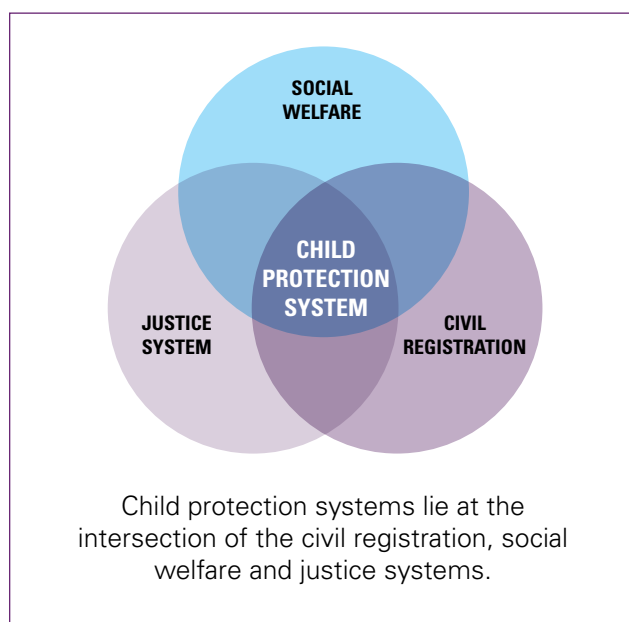 SOCIAL
WELFARE
CHILD
PROTECTION
SYSTEM
JUSTICE
SYSTEM
CIVIL
REGISTRATION
Child protection systems lie at the
intersection of the civil registration, social
welfare and justice systems.